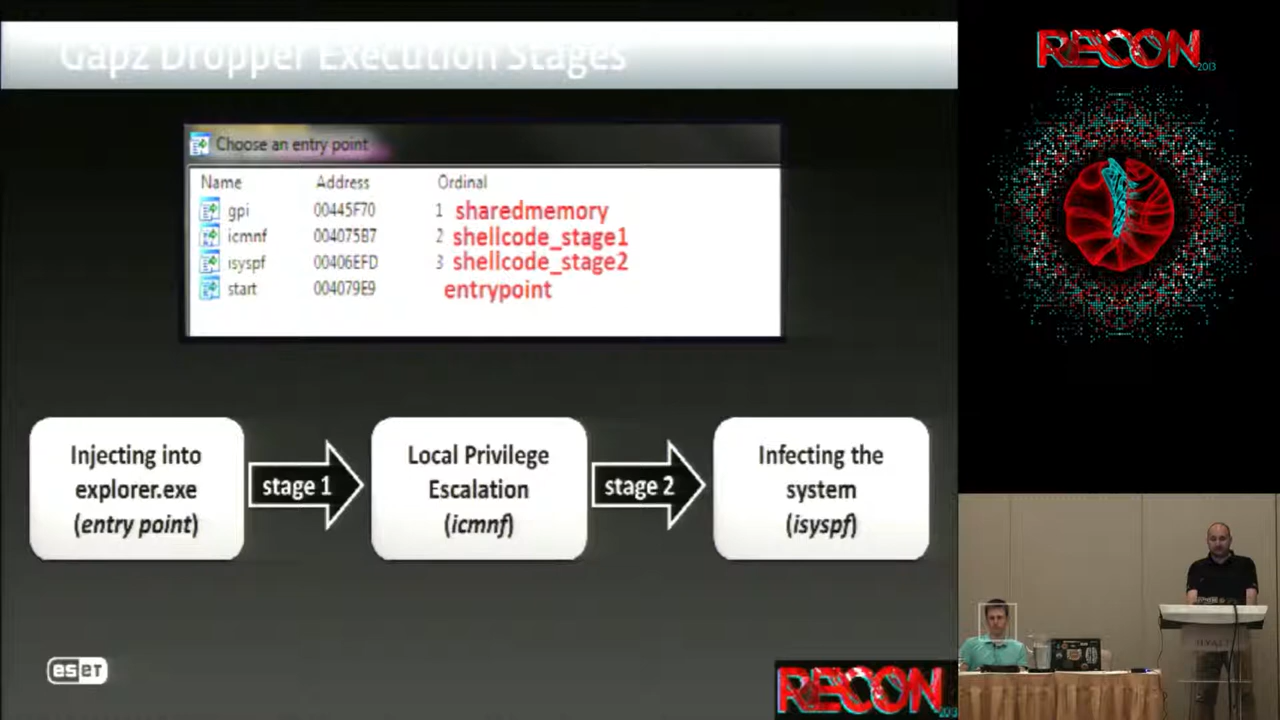 Gapz Dropper Execution Stages
RECON
2013
Choose an entry point
Name Address Ordinal
gpi 00445F70 1 sharedmemory
icmnf 004075B7 2 shellcode_stage1
isyspf 00406EFD 3 shellcode_stage2
start 004079E9 entrypoint
Injecting into
explorer.exe
(entry point)
stage 1
Local Privilege
Escalation
(icmnf)
stage 2
Infecting the
system
(isyspf)
eset
RECON
2013
HYATT